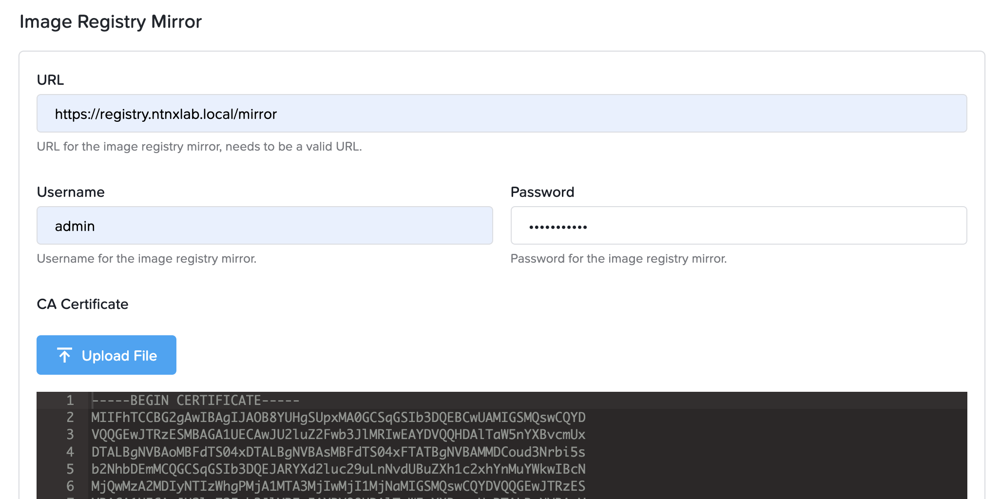 Image Registry Mirror
URL
https://registry.ntnxlab.local/mirror
URL for the image registry mirror, needs to be a valid URL.
Username
Password
admin
•••••••••••
Username for the image registry mirror.
Password for the image registry mirror.
CA Certificate
Upload File
1 -----BEGIN CERTIFICATE-----
2 MIIFhTCCBG2gAwIBAgIJAOB8YUHgSUpxMA0GCSqGSIb3DQEBCwUAMIGSMQswCQYD
3 VQQGEwJTRzESMBAGA1UECAwJU2luZ2Fwb3JlMRIwEAYDVQQHDAlTaW5nYXBvcmUx
4 DTALBgNVBAoMBFdTS04xDTALBgNVBAsMBFdTS04xFTATBgNVBAMMDCoud3Nrbi5s
5 b2NhbDEmMCQGCSqGSIb3DQEJARYXd2luc29uLnNvdUBuZXh1c2xhYnMuYWkwIBcN
6 MjQwMzA2MDIyNTIzWhgPMjA1MTA3MjIwMjI1MjNaMIGSMQswCQYDVQQGEwJTRzES